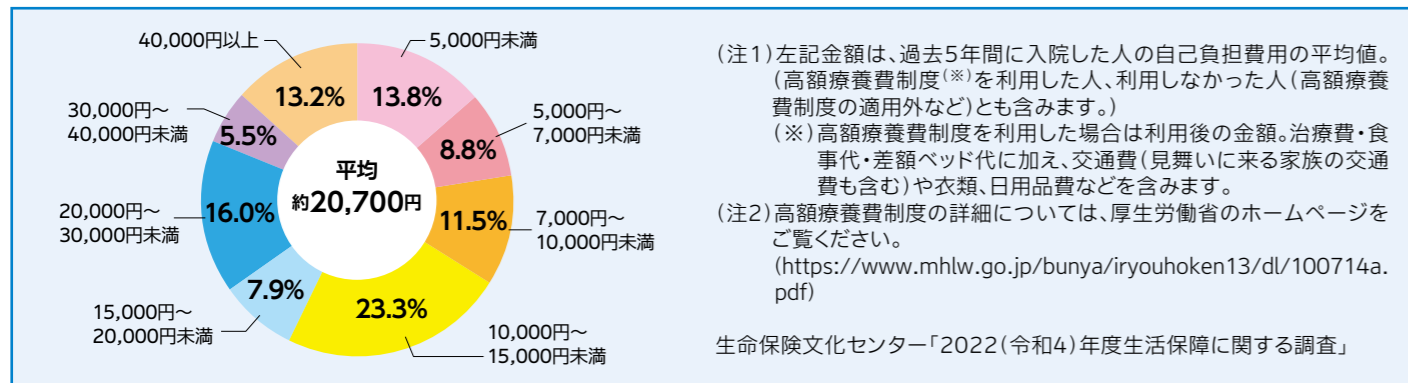 40,000円以上
13.2%
5,000円未満
13.8%
5,000円〜
7,000円未満
8.8%
7,000円〜
10,000円未満
11.5%
10,000円〜
15,000円未満
23.3%
15,000円〜
20,000円未満
7.9%
20,000円〜
30,000円未満
16.0%
30,000円〜
40,000円未満
5.5%
平均
約20,700円
(注1)左記金額は、過去5年間に入院した人の自己負担費用の平均値。
(高額療養費制度(※)を利用した人、利用しなかった人(高額療養
費制度の適用外など)とも含みます。)
(※)高額療養費制度を利用した場合は利用後の金額。治療費・食
事代・差額ベッド代に加え、交通費(見舞いに来る家族の交通
費も含む)や衣類、日用品費などを含みます。
(注2)高額療養費制度の詳細については、厚生労働省のホームページを
ご覧ください。
(https://www.mhlw.go.jp/bunya/iryouhoken13/dl/100714a.
pdf)
生命保険文化センター「2022(令和4)年度生活保障に関する調査」